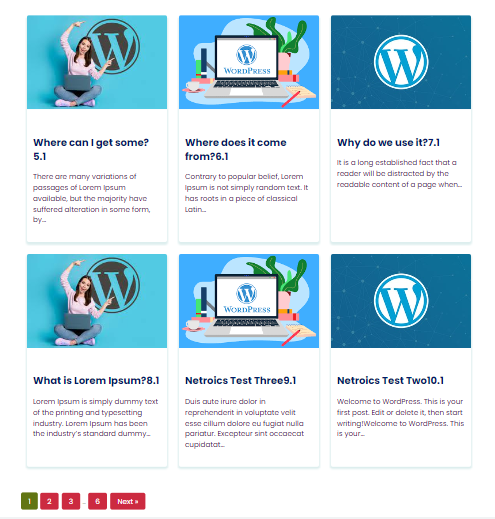 WORDPRESS
Where can I get some?
5.1
There are many variations of
passages of Lorem Ipsum
available, but the majority have
suffered alteration in some form,
by...
Where does it come
from?6.1
Contrary to popular belief, Lorem
Ipsum is not simply random text. It
has roots in a piece of classical
Latin...
Why do we use it?7.1
It is a long established fact that a
reader will be distracted by the
readable content of a page when...
WORDPRESS
What is Lorem Ipsum?8.1
Lorem Ipsum is simply dummy text
of the printing and typesetting
industry. Lorem Ipsum has been
the industry's standard dummy...
Netroics Test Three9.1
Duis aute irure dolor in
reprehenderit in voluptate velit
esse cillum dolore eu fugiat nulla
pariatur. Excepteur sint occaecat
cupidatat...
Netroics Test Two10.1
Welcome to WordPress. This is your
first post. Edit or delete it, then start
writing!Welcome to WordPress. This
is your...
1 2 3 … 6 Next »